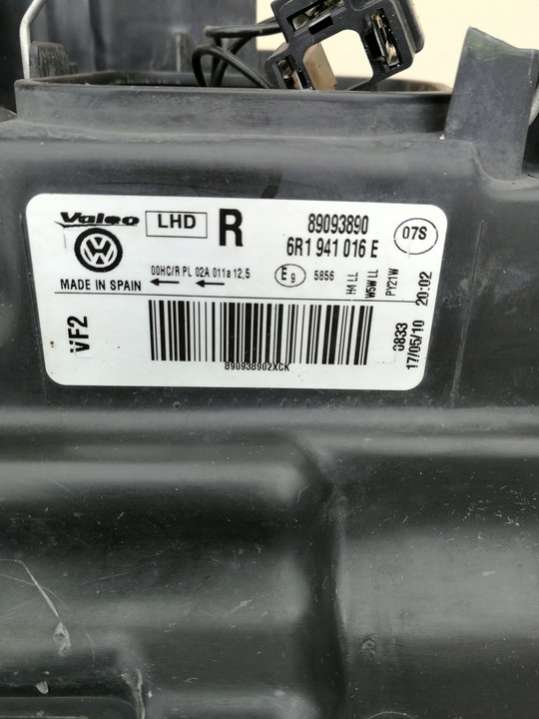 Valeo LHD R 89093890
6R1 941 016 E 07S
MADE IN SPAIN
00HC/R PL 02A 011a 12,5
E9 5856
H4 LL
W5W LL
PY21W
VF2
890938902XCK
17/05/10 20:02